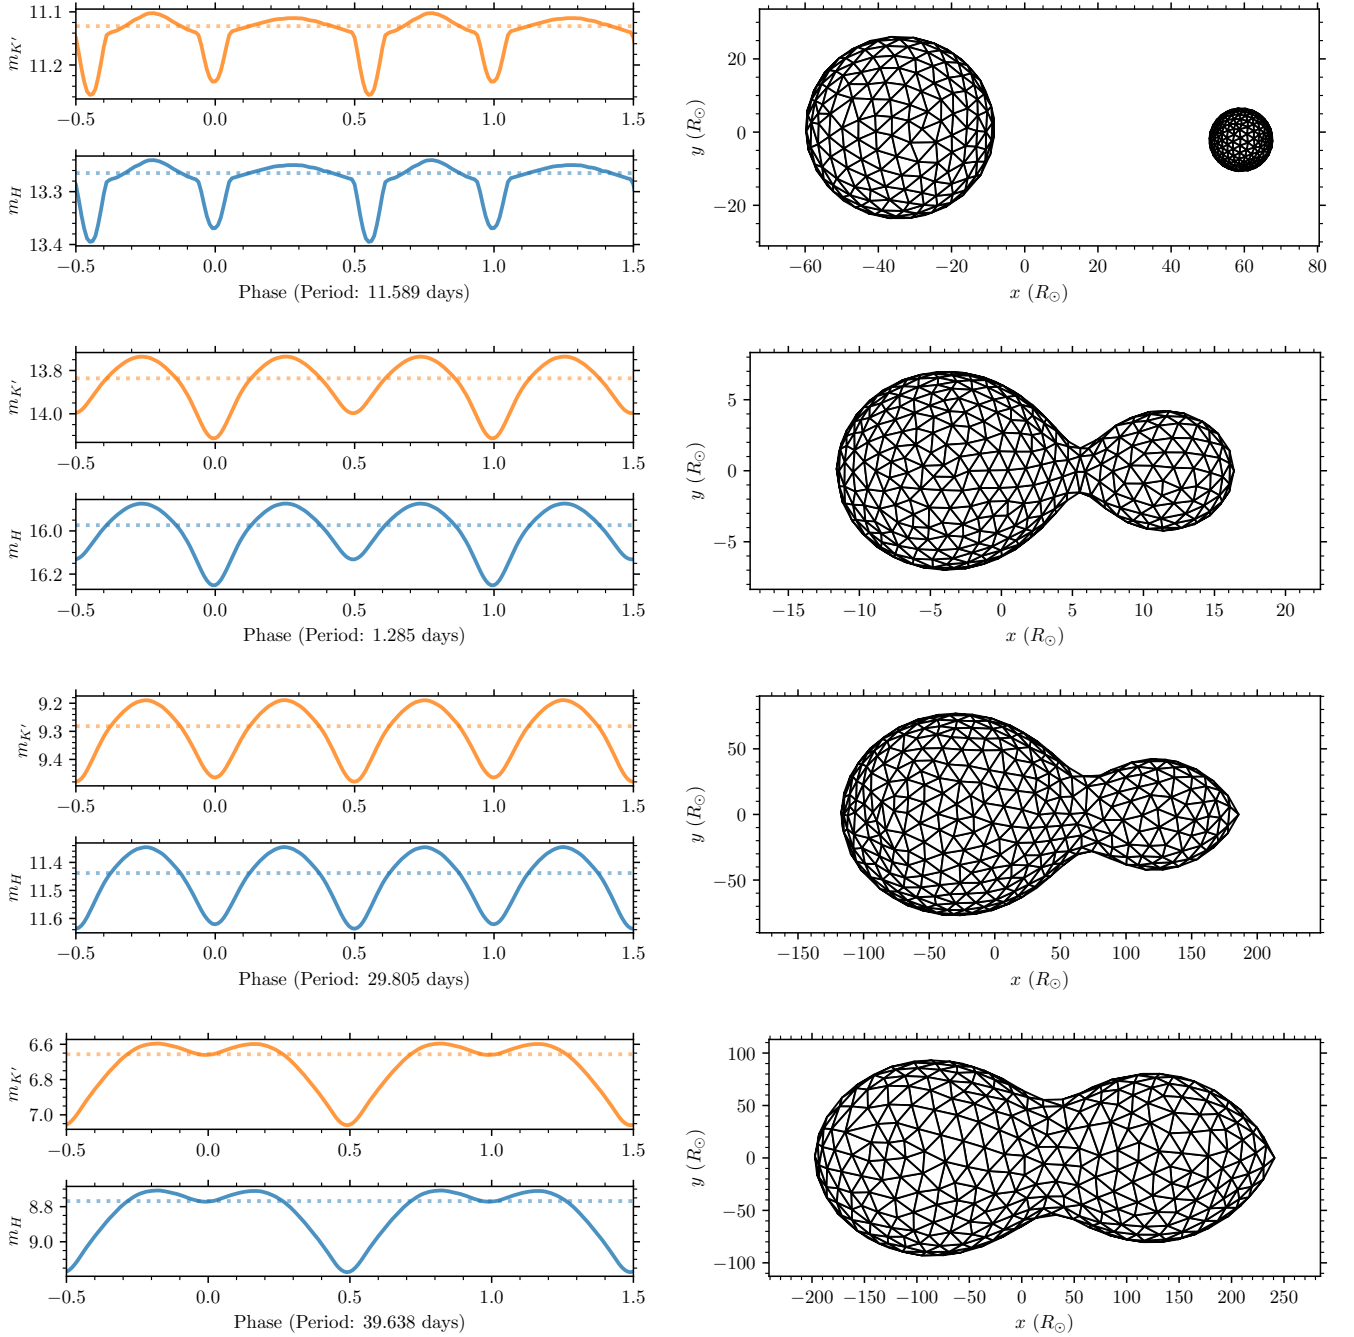 11.1
11.2
m_{K'}
−0.5 0.0 0.5 1.0 1.5
13.3
13.4
m_H
−0.5 0.0 0.5 1.0 1.5
Phase (Period: 11.589 days)
20
0
−20
y (R_⊙)
−60 −40 −20 0 20 40 60 80
x (R_⊙)
13.8
14.0
m_{K'}
−0.5 0.0 0.5 1.0 1.5
16.0
16.2
m_H
−0.5 0.0 0.5 1.0 1.5
Phase (Period: 1.285 days)
5
0
−5
y (R_⊙)
−15 −10 −5 0 5 10 15 20
x (R_⊙)
9.2
9.3
9.4
m_{K'}
−0.5 0.0 0.5 1.0 1.5
11.4
11.5
11.6
m_H
−0.5 0.0 0.5 1.0 1.5
Phase (Period: 29.805 days)
50
0
−50
y (R_⊙)
−150 −100 −50 0 50 100 150 200
x (R_⊙)
6.6
6.8
7.0
m_{K'}
−0.5 0.0 0.5 1.0 1.5
8.8
9.0
m_H
−0.5 0.0 0.5 1.0 1.5
Phase (Period: 39.638 days)
100
50
0
−50
−100
y (R_⊙)
−200 −150 −100 −50 0 50 100 150 200 250
x (R_⊙)